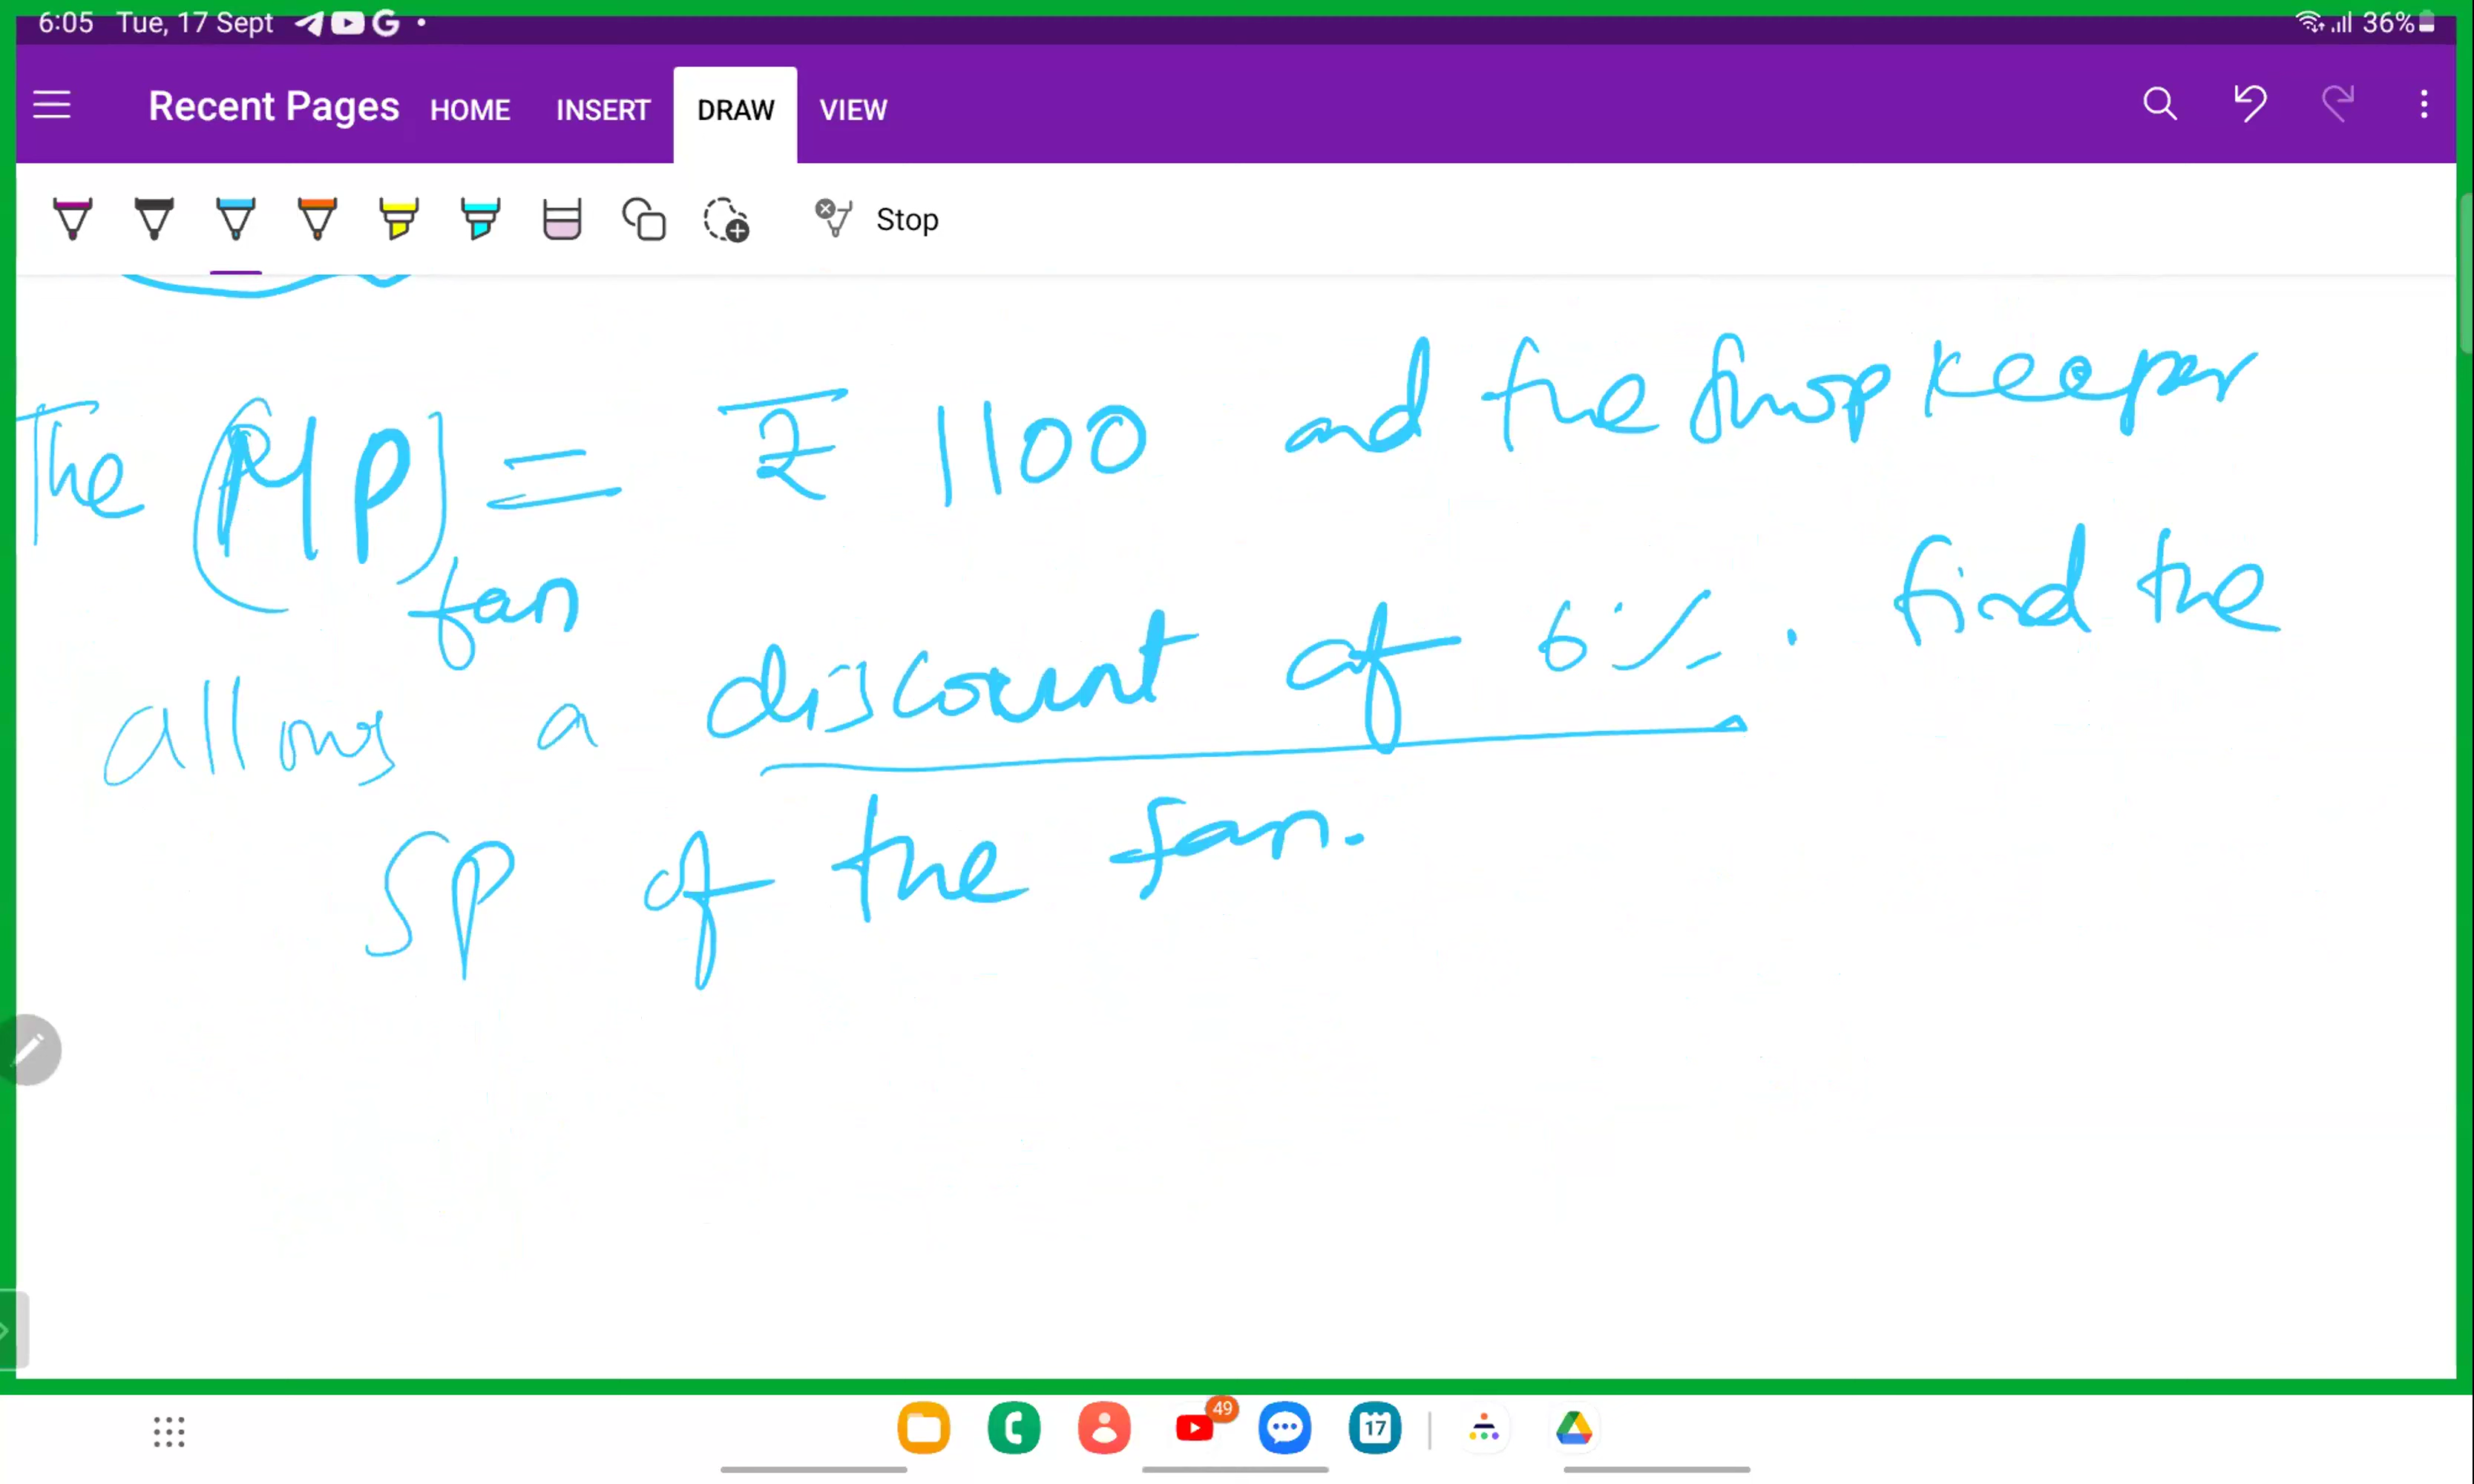 6:05 Tue, 17 Sept 36%
Recent Pages HOME INSERT DRAW VIEW
Stop
The (MP) fan = ₹ 1100 and the shopkeeper
allows a discount of 6%. find the
SP of the fan.
49
17